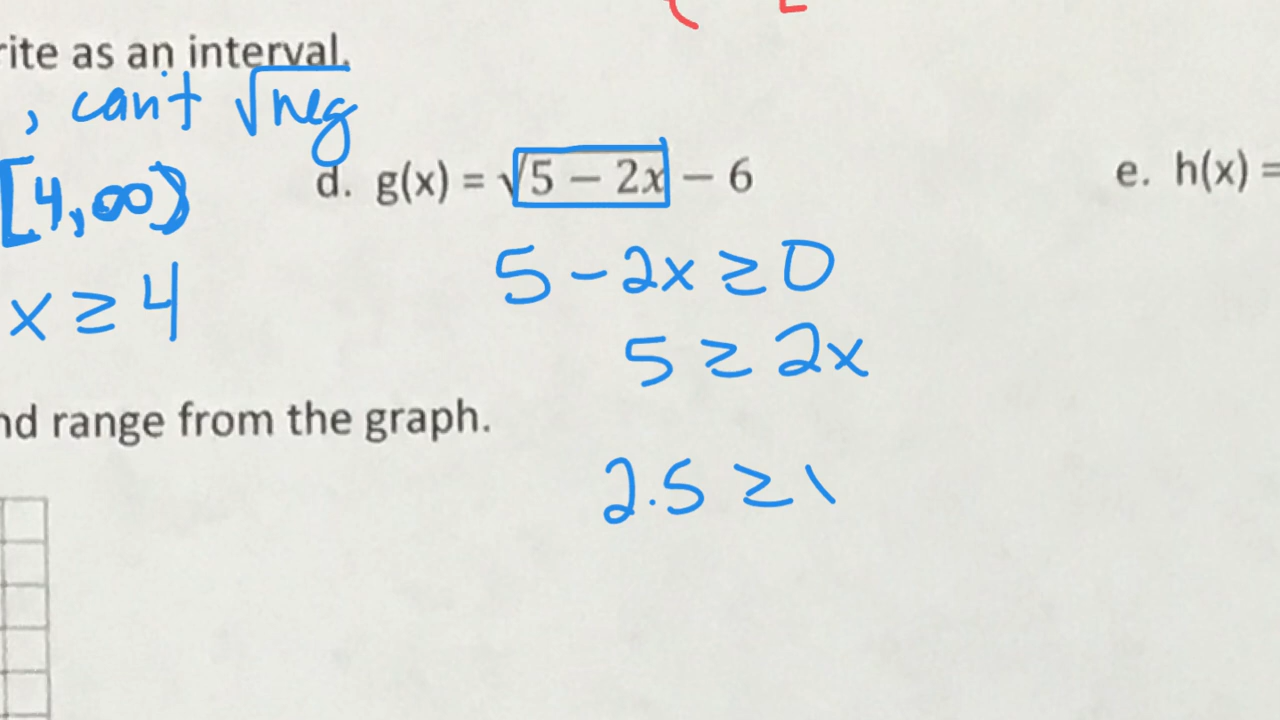 rite as an interval.
, can't √neg
[4,∞)
d. g(x) = √5 − 2x − 6
e. h(x) =
5 − 2x ≥ 0
x ≥ 4
5 ≥ 2x
nd range from the graph.
2.5 ≥